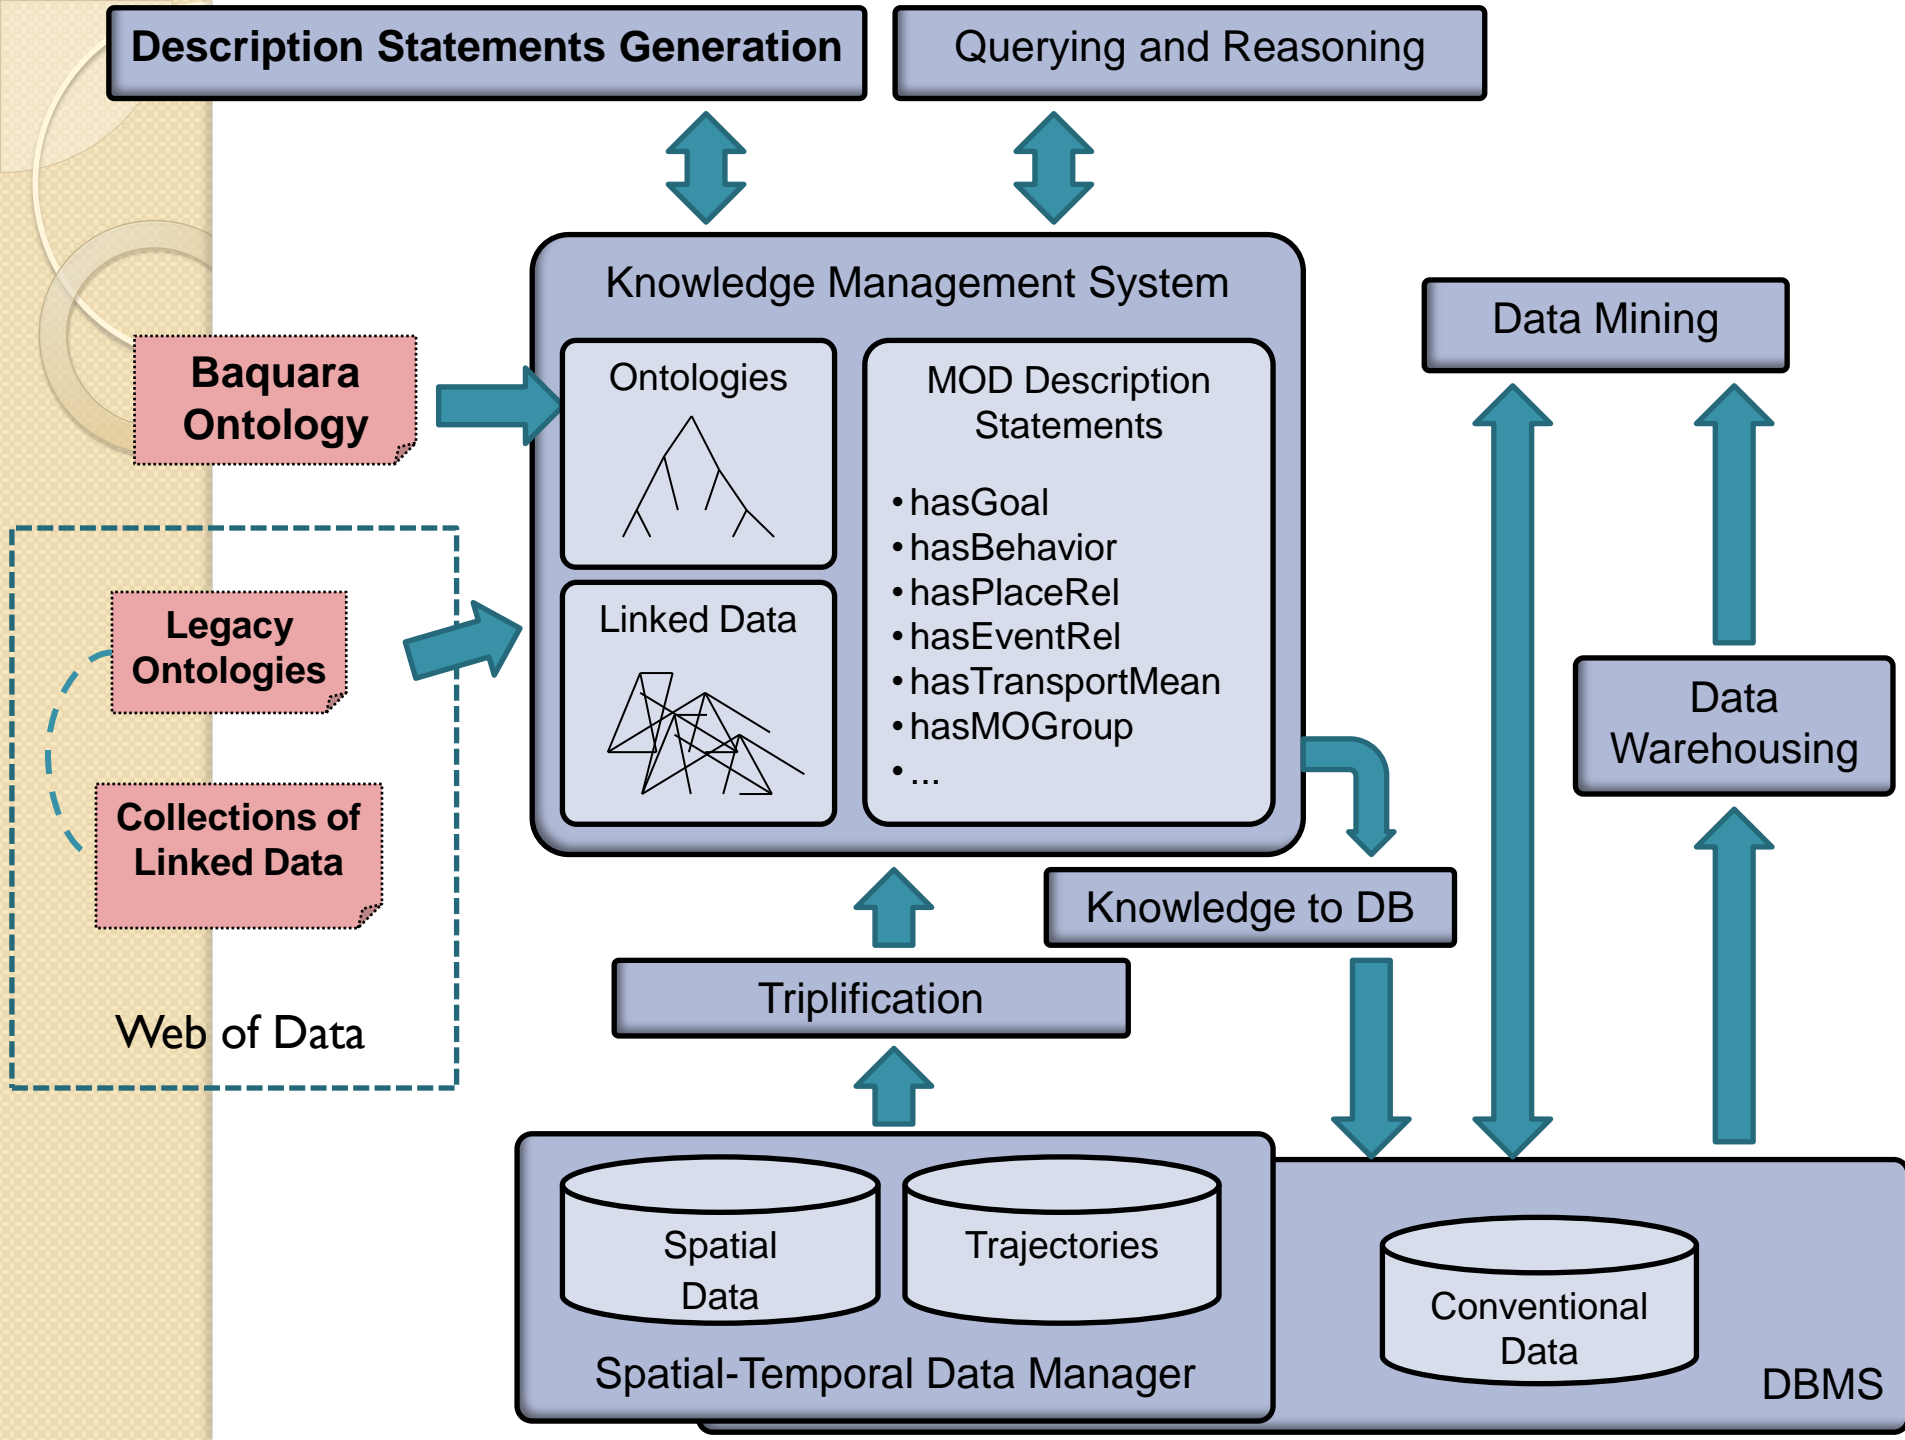 Description Statements Generation
Querying and Reasoning
Knowledge Management System
Data Mining
Baquara
Ontology
Ontologies
MOD Description
Statements
•hasGoal
•hasBehavior
•hasPlaceRel
•hasEventRel
•hasTransportMean
•hasMOGroup
•...
Legacy
Ontologies
Linked Data
Data
Warehousing
Collections of
Linked Data
Knowledge to DB
Triplification
Web of Data
Spatial
Data
Trajectories
Conventional
Data
Spatial-Temporal Data Manager
DBMS